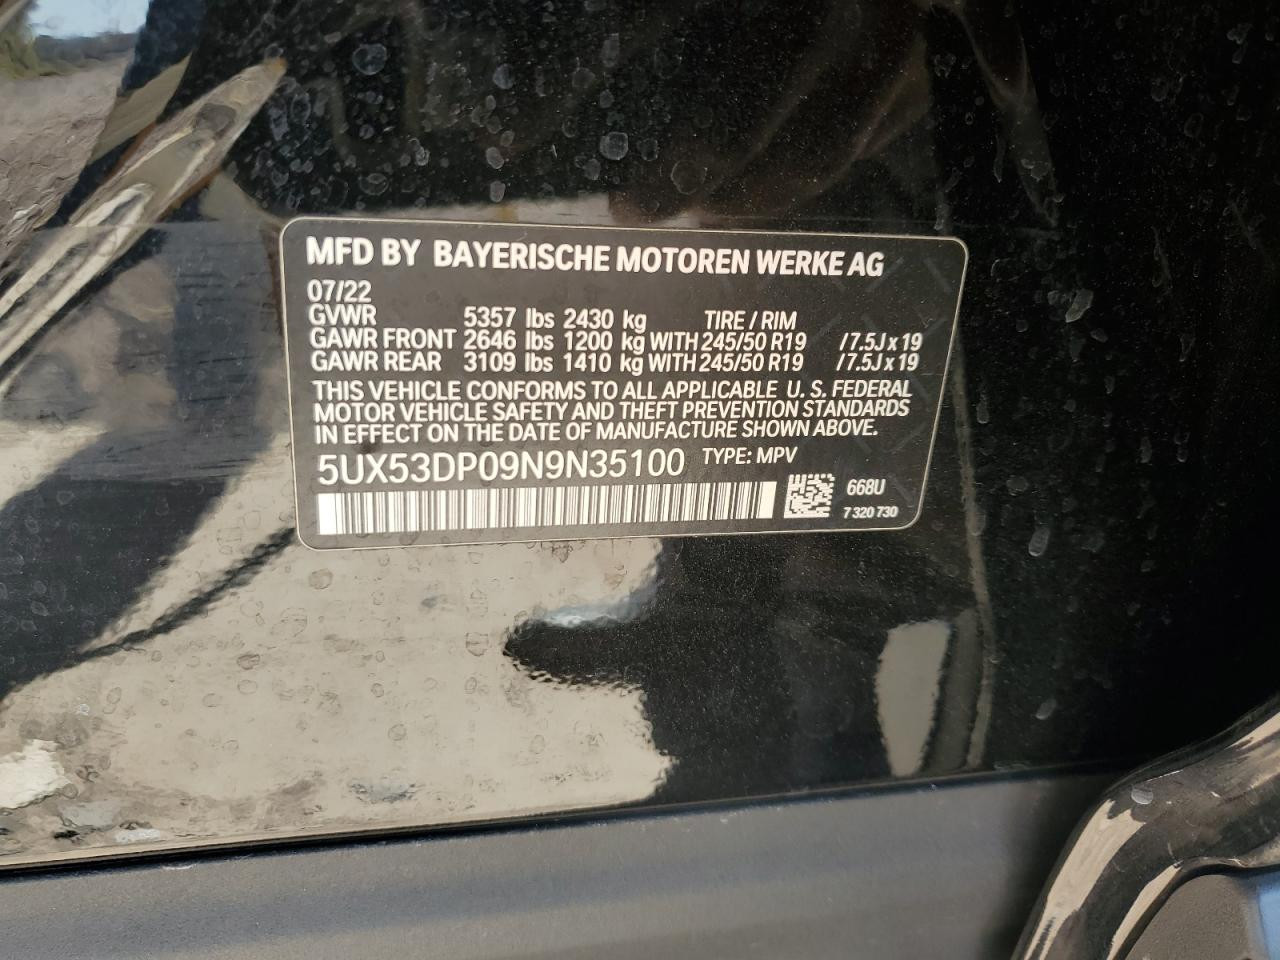 MFD BY BAYERISCHE MOTOREN WERKE AG
07/22
GVWR 5357 lbs 2430 kg TIRE / RIM
GAWR FRONT 2646 lbs 1200 kg WITH 245/50 R19 /7.5J x 19
GAWR REAR 3109 lbs 1410 kg WITH 245/50 R19 /7.5J x 19
THIS VEHICLE CONFORMS TO ALL APPLICABLE U. S. FEDERAL
MOTOR VEHICLE SAFETY AND THEFT PREVENTION STANDARDS
IN EFFECT ON THE DATE OF MANUFACTURE SHOWN ABOVE.
5UX53DP09N9N35100 TYPE: MPV
668U
7 320 730